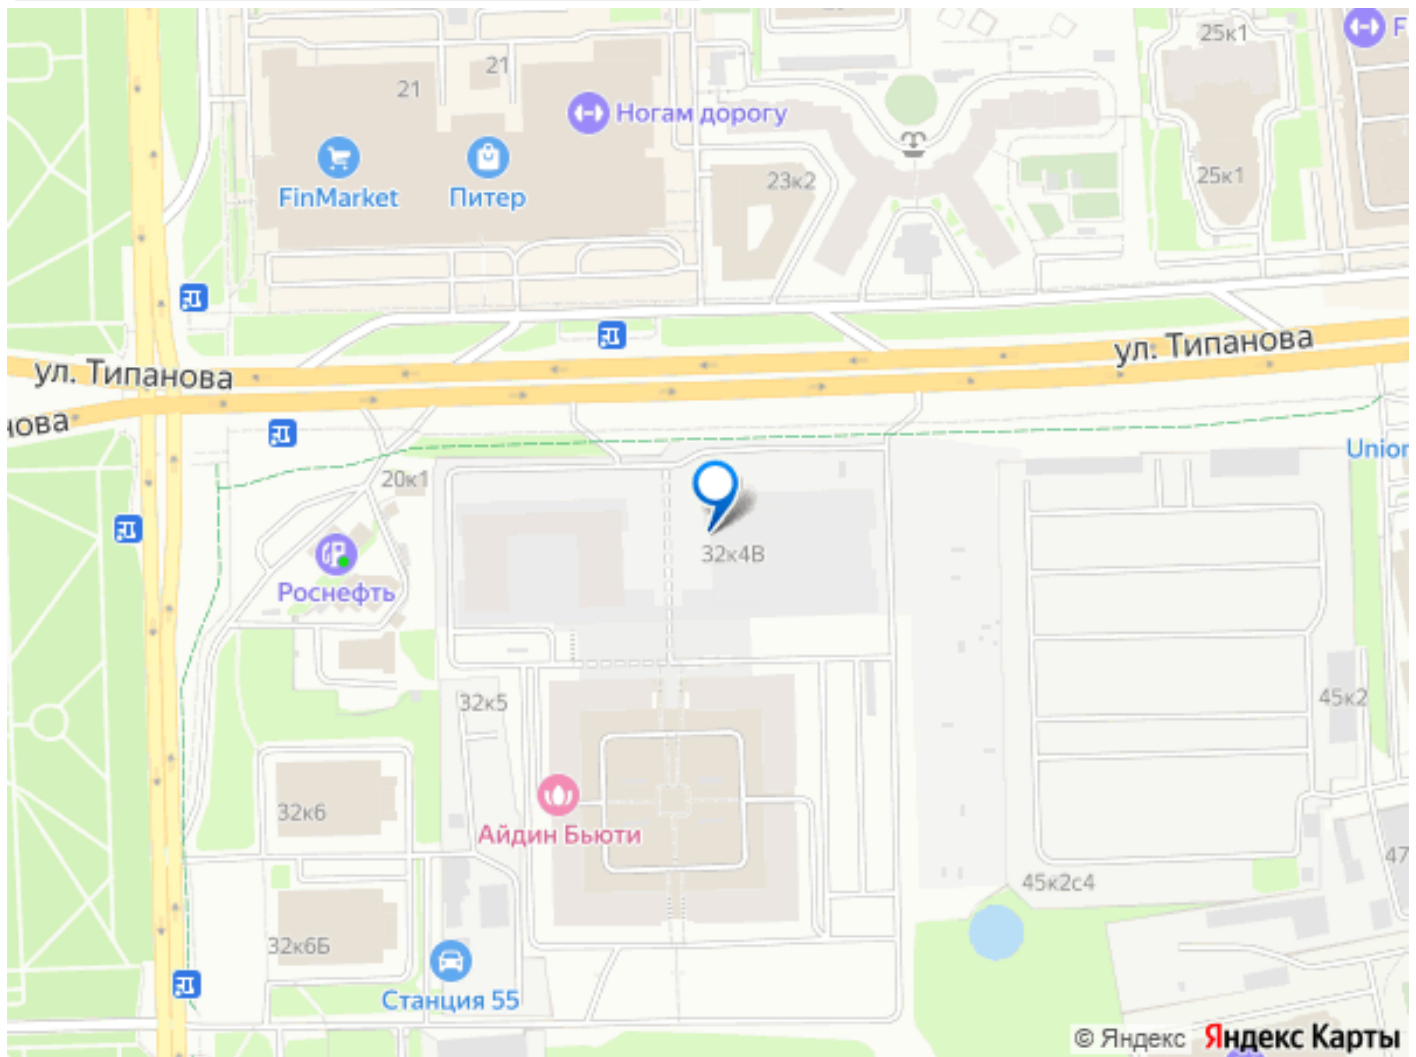 25к1
F
21
21
Ногам дорогу
FinMarket
Питер
23к2
25к1
ул. Типанова
ул. Типанова
нова
Union
20к1
32к4В
Роснефть
32к5
45к2
32к6
Айдин Бьюти
47
45к2с4
32к6Б
Станция 55
© Яндекс Яндекс Карты